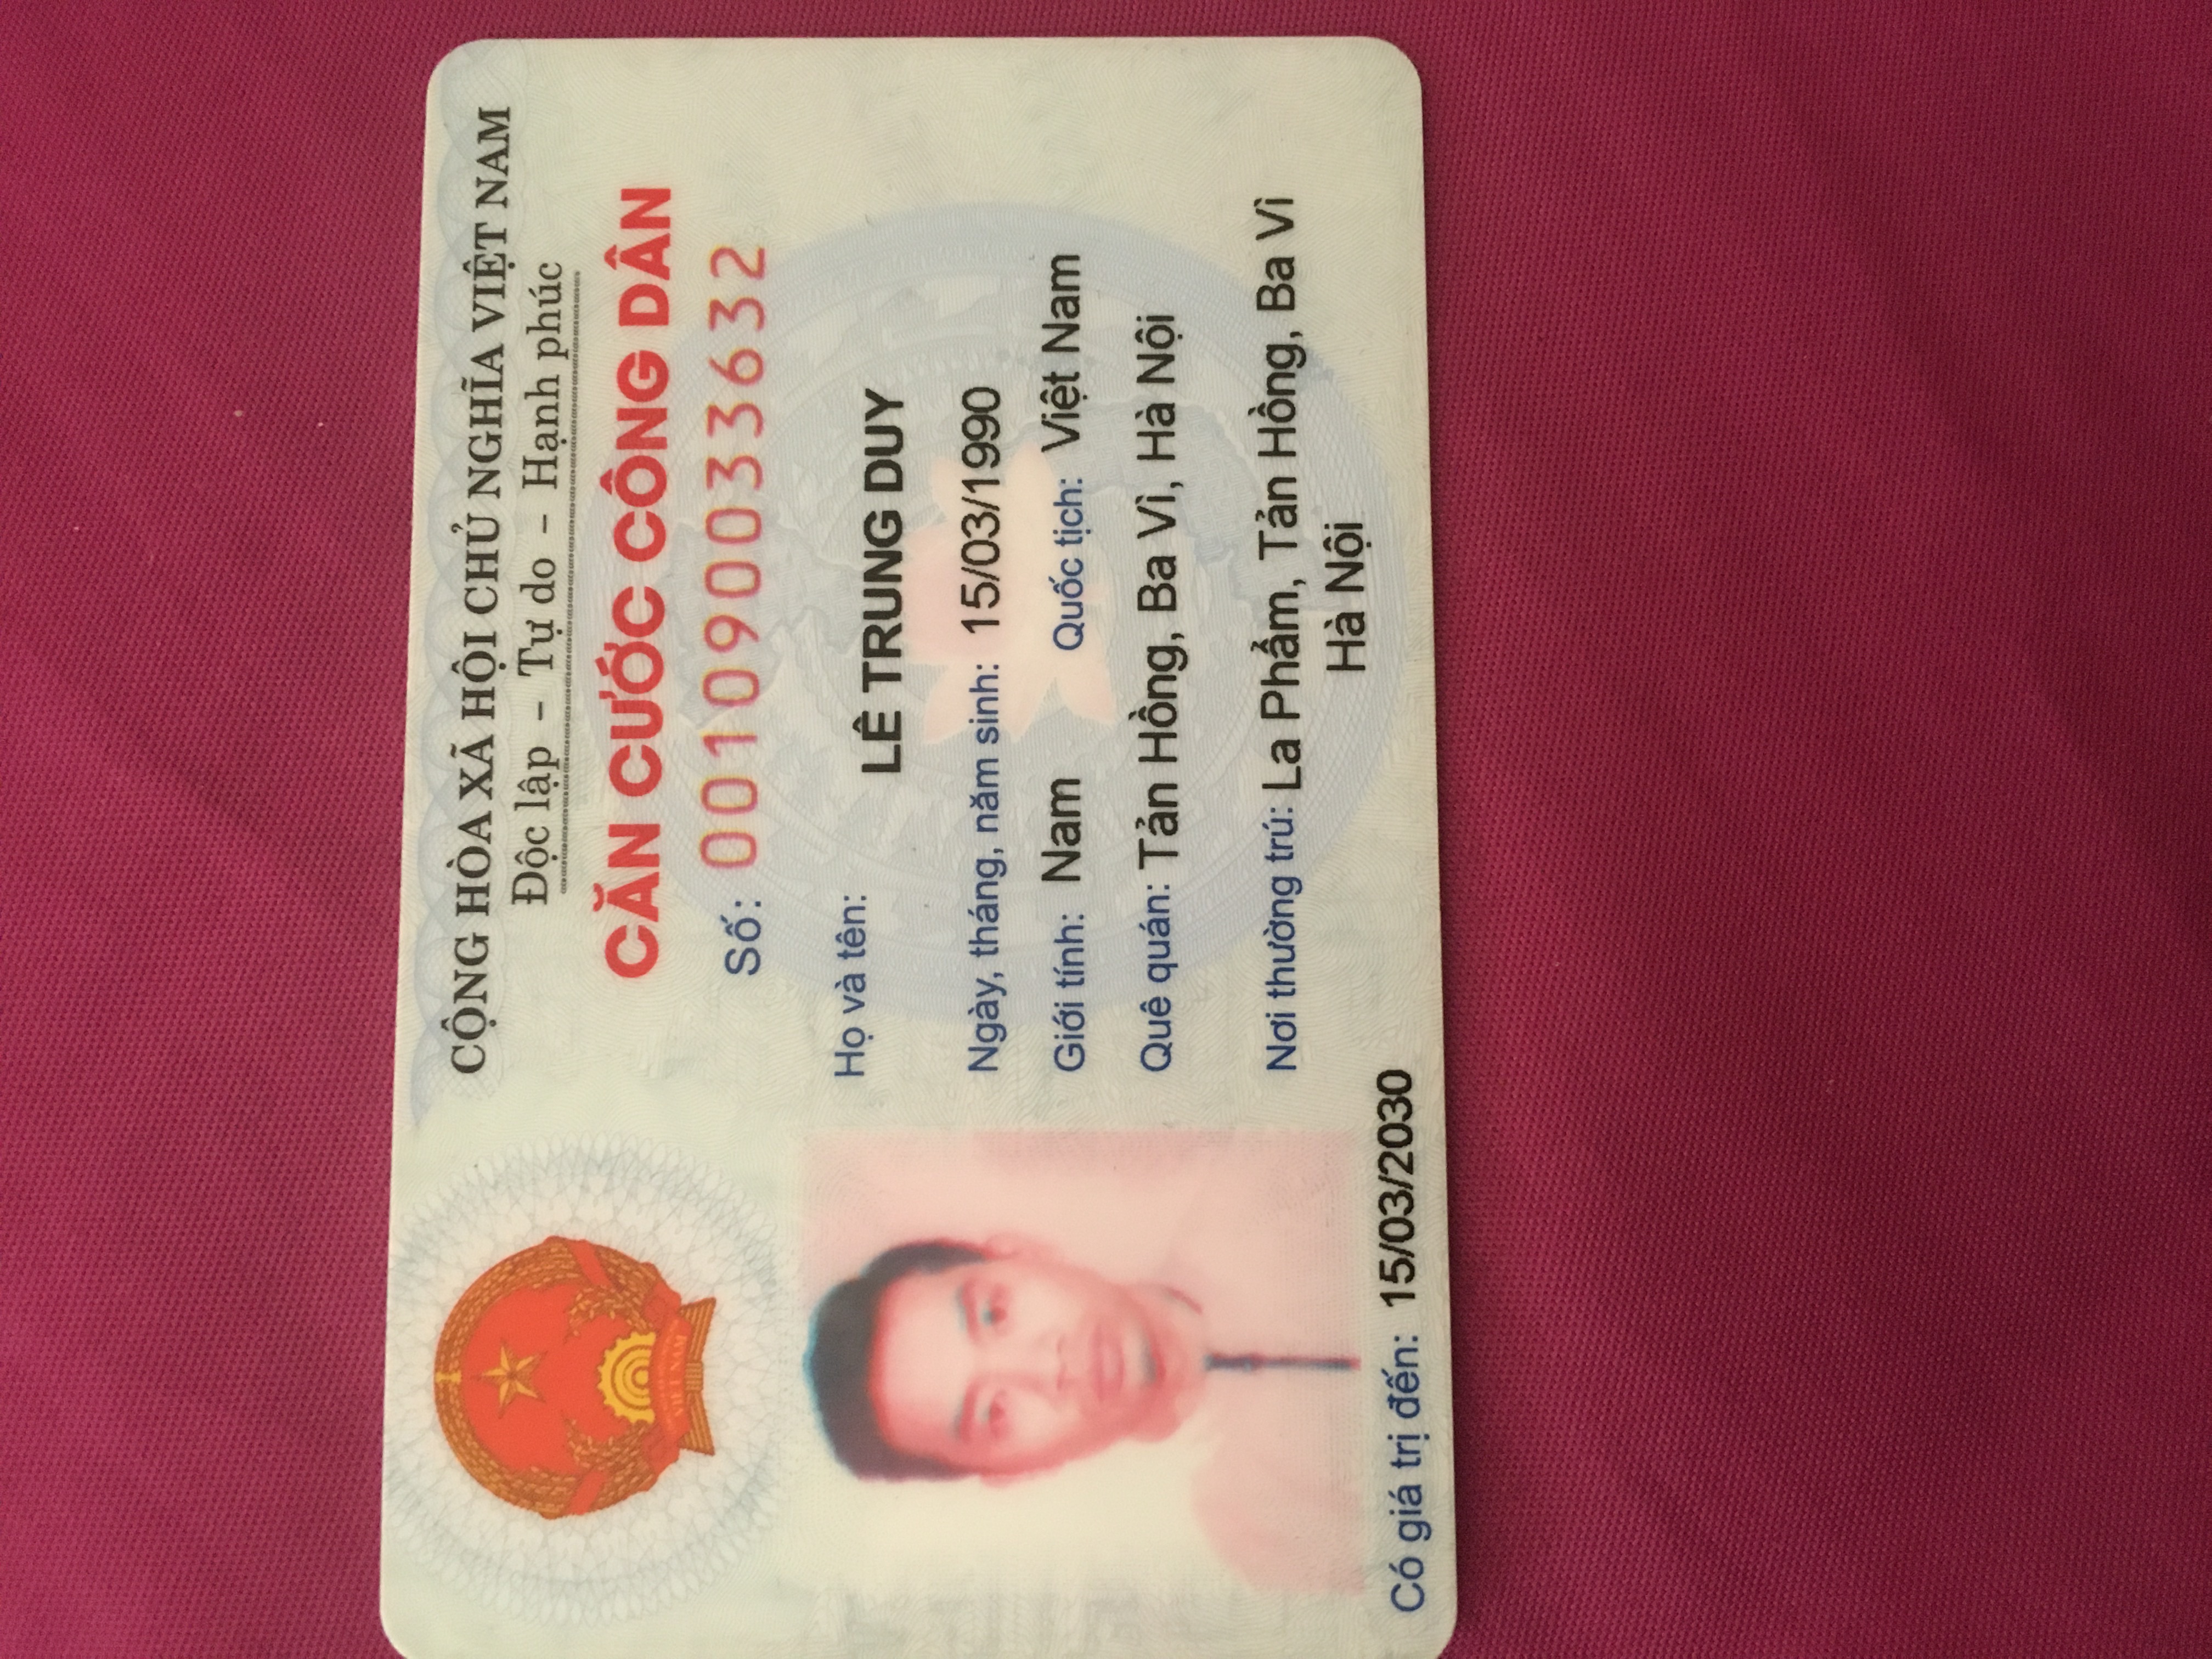 CỘNG HÒA XÃ HỘI CHỦ NGHĨA VIỆT NAM
Độc lập - Tự do - Hạnh phúc
CĂN CƯỚC CÔNG DÂN
Số: 001090033632
Họ và tên: LÊ TRUNG DUY
Ngày, tháng, năm sinh: 15/03/1990
Giới tính: Nam Quốc tịch: Việt Nam
Quê quán: Tản Hồng, Ba Vì, Hà Nội
Nơi thường trú: La Phẩm, Tản Hồng, Ba Vì
Hà Nội
Có giá trị đến: 15/03/2030
VIỆT NAM